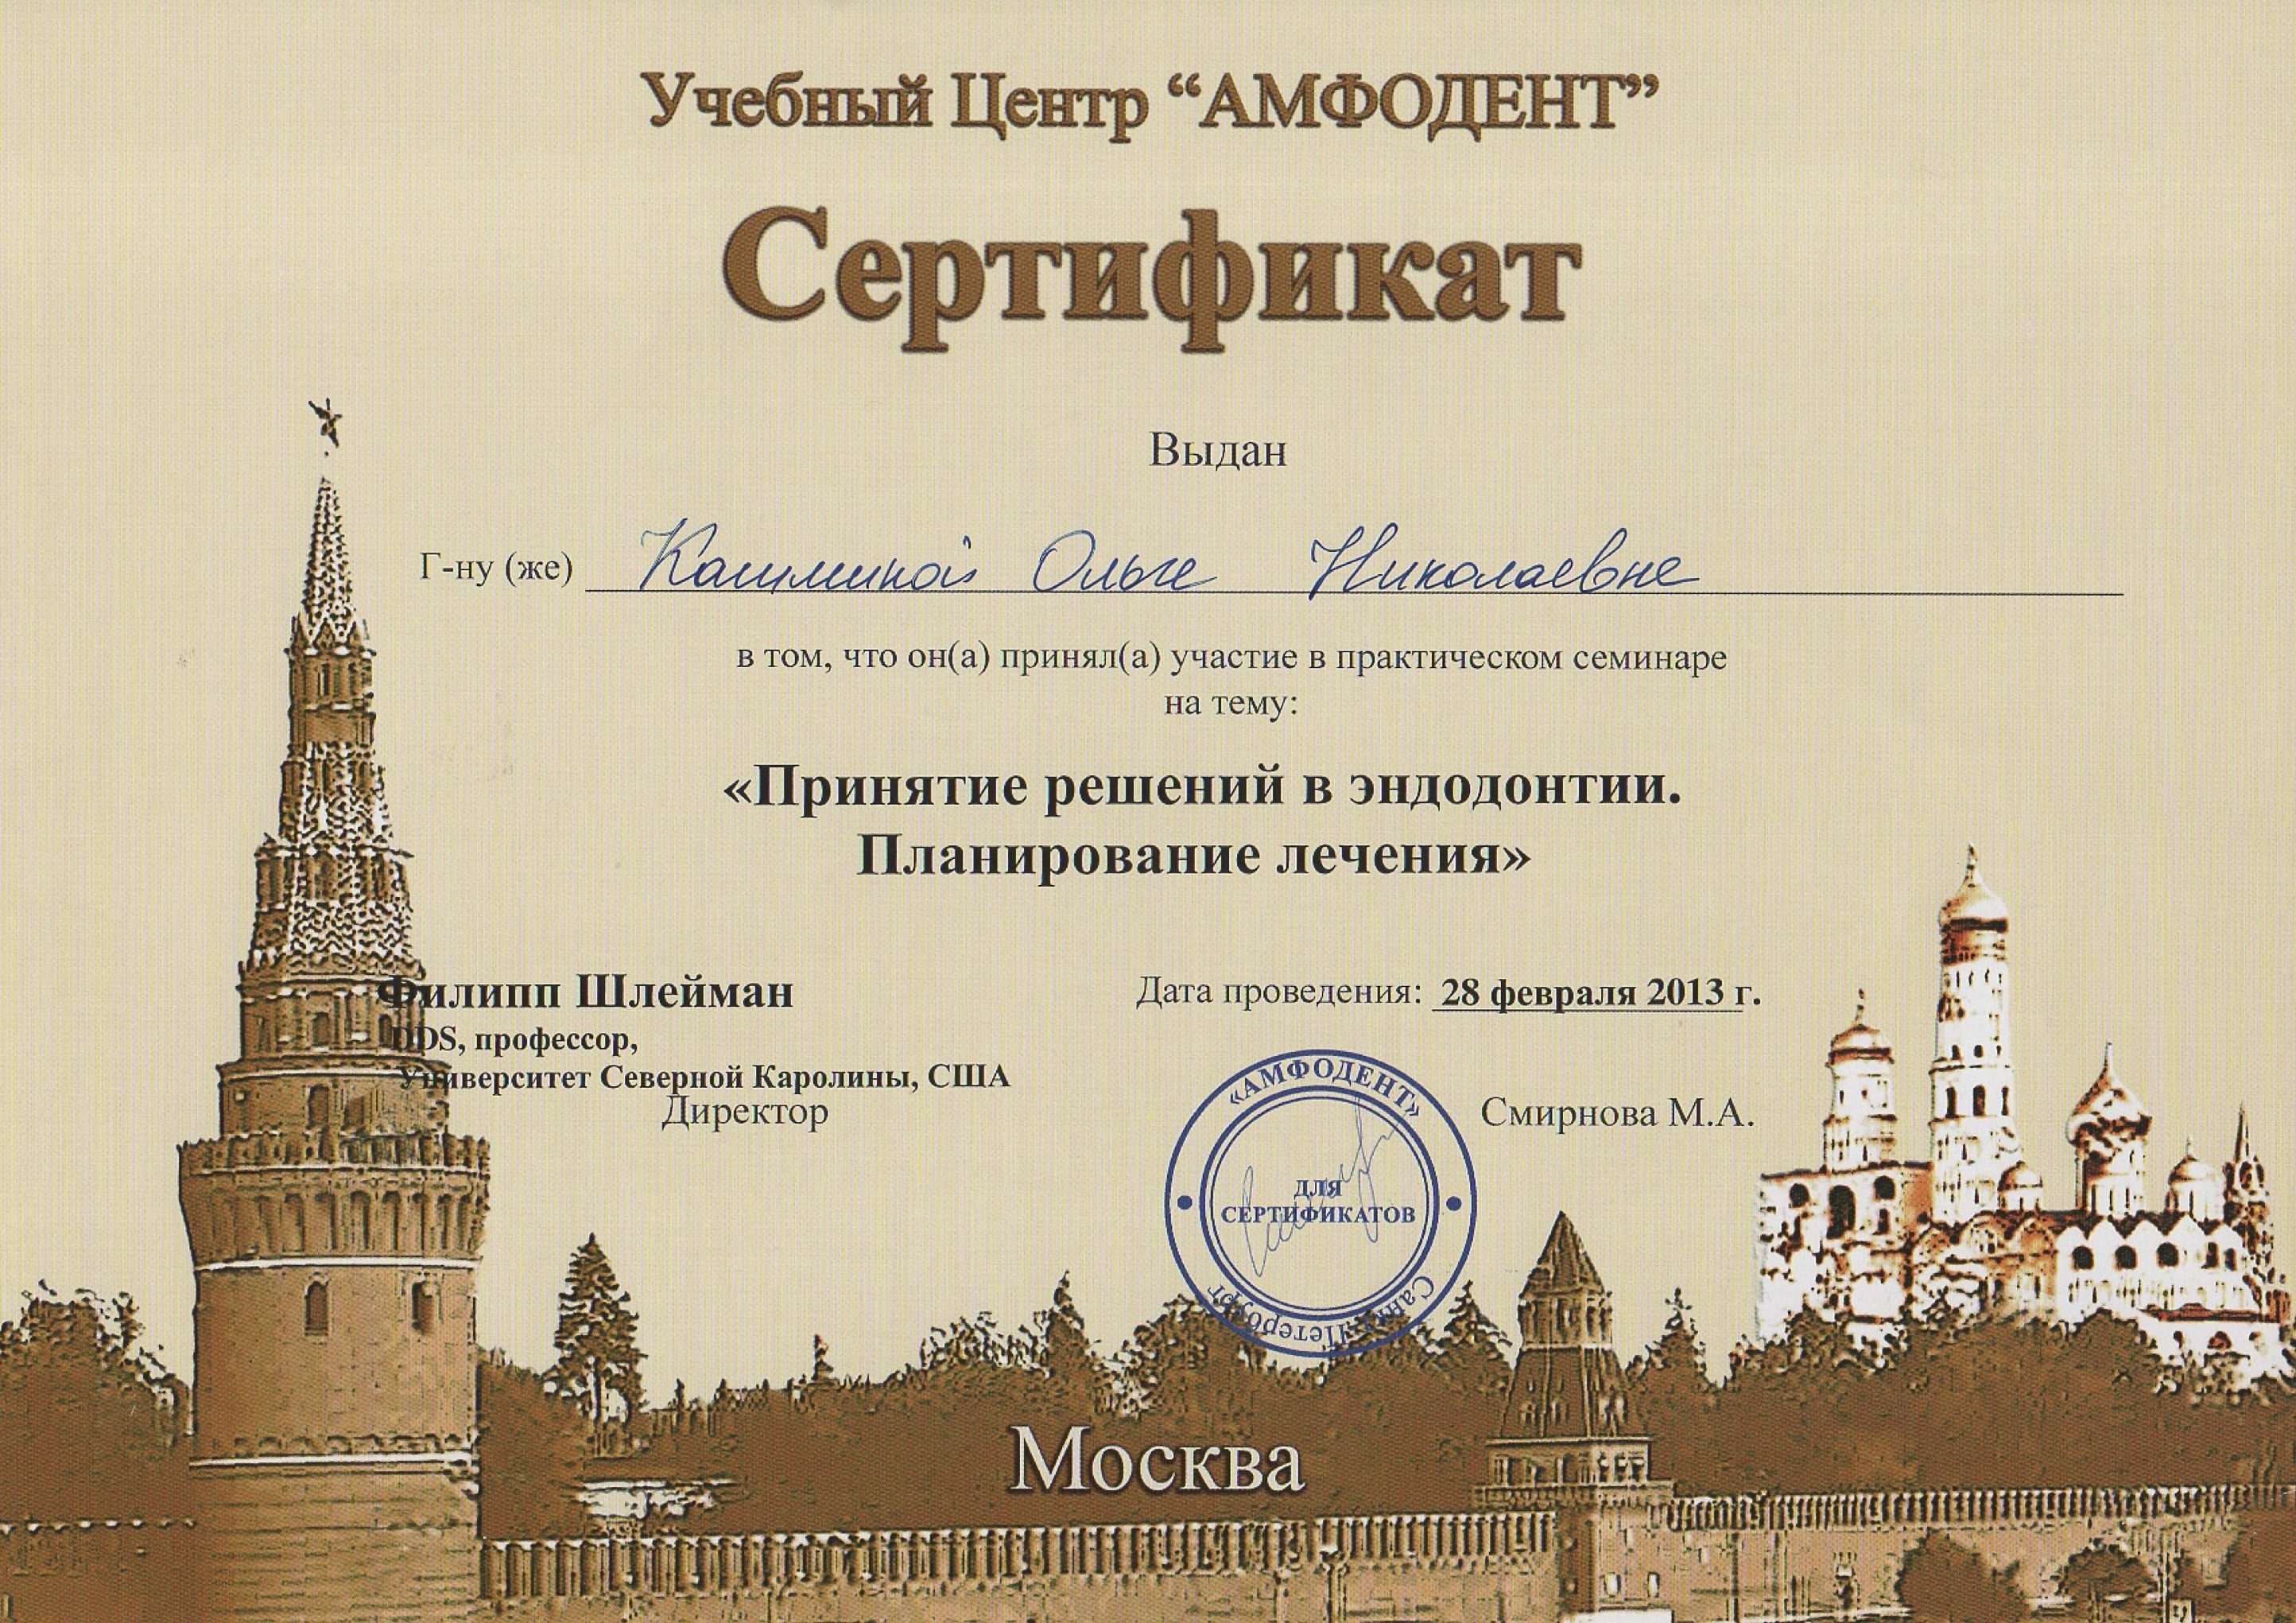 Учебный Центр “АМФОДЕНТ”
Сертификат
Выдан
Г-ну (же) Кашминой Ольге Николаевне
в том, что он(а) принял(а) участие в практическом семинаре
на тему:
«Принятие решений в эндодонтии.
Планирование лечения»
Филипп Шлейман
DDS, профессор,
Университет Северной Каролины, США
Дата проведения: 28 февраля 2013 г.
Директор
Смирнова М.А.
«АМФОДЕНТ»
ДЛЯ
СЕРТИФИКАТОВ
Санкт-Петербург
Москва